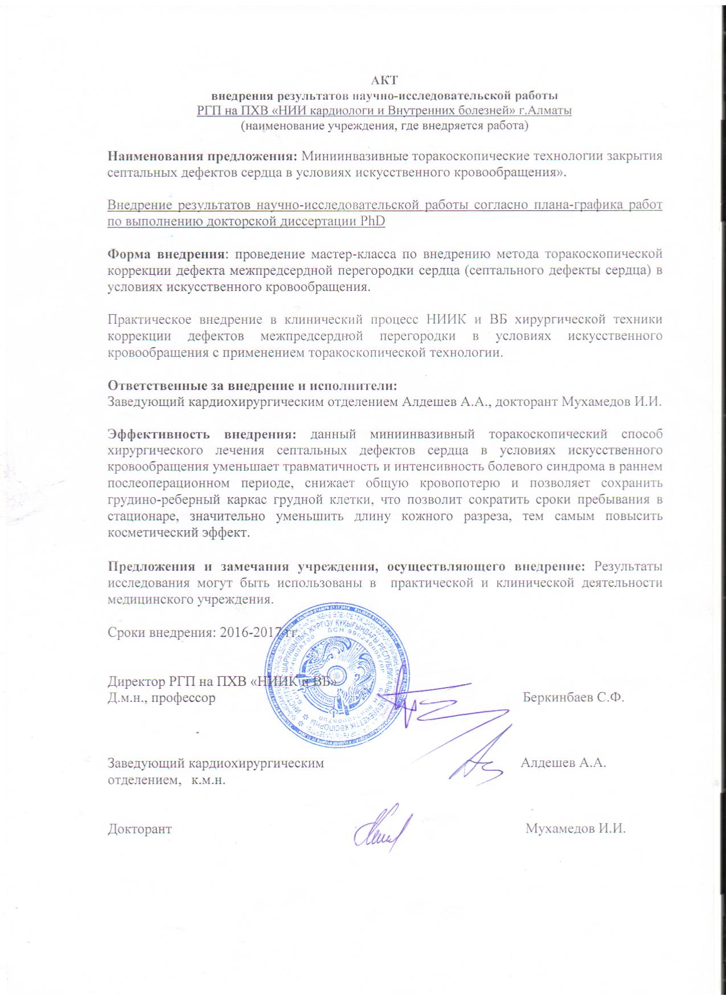 АКТ
внедрения результатов научно-исследовательской работы
РГП на ПХВ «НИИ кардиологи и Внутренних болезней» г.Алматы
(наименование учреждения, где внедряется работа)
Наименования предложения: Миниинвазивные торакоскопические технологии закрытия
септальных дефектов сердца в условиях искусственного кровообращения».
Внедрение результатов научно-исследовательской работы согласно плана-графика работ
по выполнению докторской диссертации PhD
Форма внедрения: проведение мастер-класса по внедрению метода торакоскопической
коррекции дефекта межпредсердной перегородки сердца (септального дефекты сердца) в
условиях искусственного кровообращения.
Практическое внедрение в клинический процесс НИИК и ВБ хирургической техники
коррекции дефектов межпредсердной перегородки в условиях искусственного
кровообращения с применением торакоскопической технологии.
Ответственные за внедрение и исполнители:
Заведующий кардиохирургическим отделением Алдешев А.А., докторант Мухамедов И.И.
Эффективность внедрения: данный миниинвазивный торакоскопический способ
хирургического лечения септальных дефектов сердца в условиях искусственного
кровообращения уменьшает травматичность и интенсивность болевого синдрома в раннем
послеоперационном периоде, снижает общую кровопотерю и позволяет сохранить
грудино-реберный каркас грудной клетки, что позволит сократить сроки пребывания в
стационаре, значительно уменьшить длину кожного разреза, тем самым повысить
косметический эффект.
Предложения и замечания учреждения, осуществляющего внедрение: Результаты
исследования могут быть использованы в практической и клинической деятельности
медицинского учреждения.
Сроки внедрения: 2016-2017 гг.
Директор РГП на ПХВ «НИИК и ВБ»
Д.м.н., профессор Беркинбаев С.Ф.
Заведующий кардиохирургическим Алдешев А.А.
отделением, к.м.н.
Докторант Мухамедов И.И.
ШАРУАШЫЛЫҚ ЖҮРГІЗУ ҚҰҚЫҒЫНДАҒЫ
БСН 990240008700